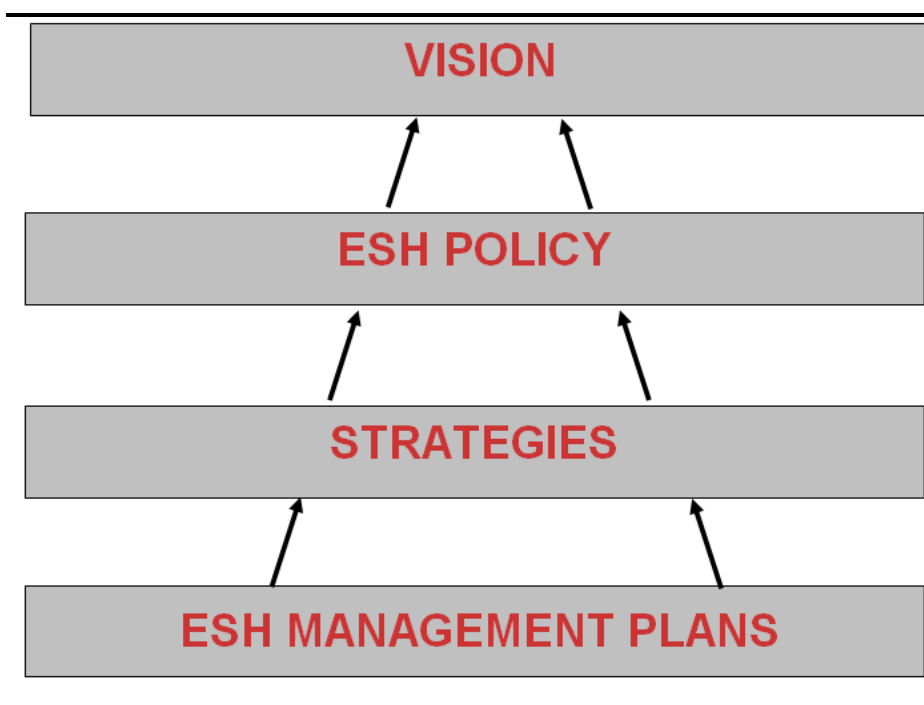 VISION
ESH POLICY
STRATEGIES
ESH MANAGEMENT PLANS